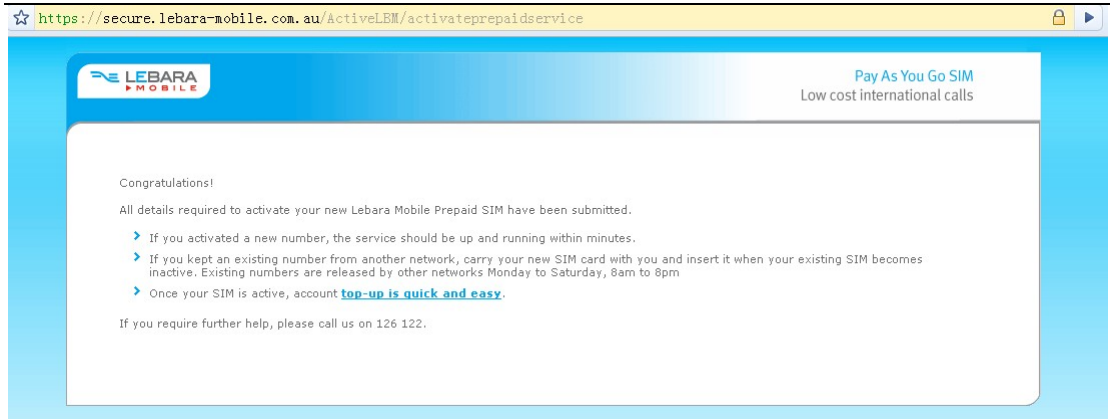 https://secure.lebara-mobile.com.au/ActiveLBM/activateprepaidservice
LEBARA
MOBILE
Pay As You Go SIM
Low cost international calls
Congratulations!
All details required to activate your new Lebara Mobile Prepaid SIM have been submitted.
If you activated a new number, the service should be up and running within minutes.
If you kept an existing number from another network, carry your new SIM card with you and insert it when your existing SIM becomes
inactive. Existing numbers are released by other networks Monday to Saturday, 8am to 8pm
Once your SIM is active, account top-up is quick and easy.
If you require further help, please call us on 126 122.